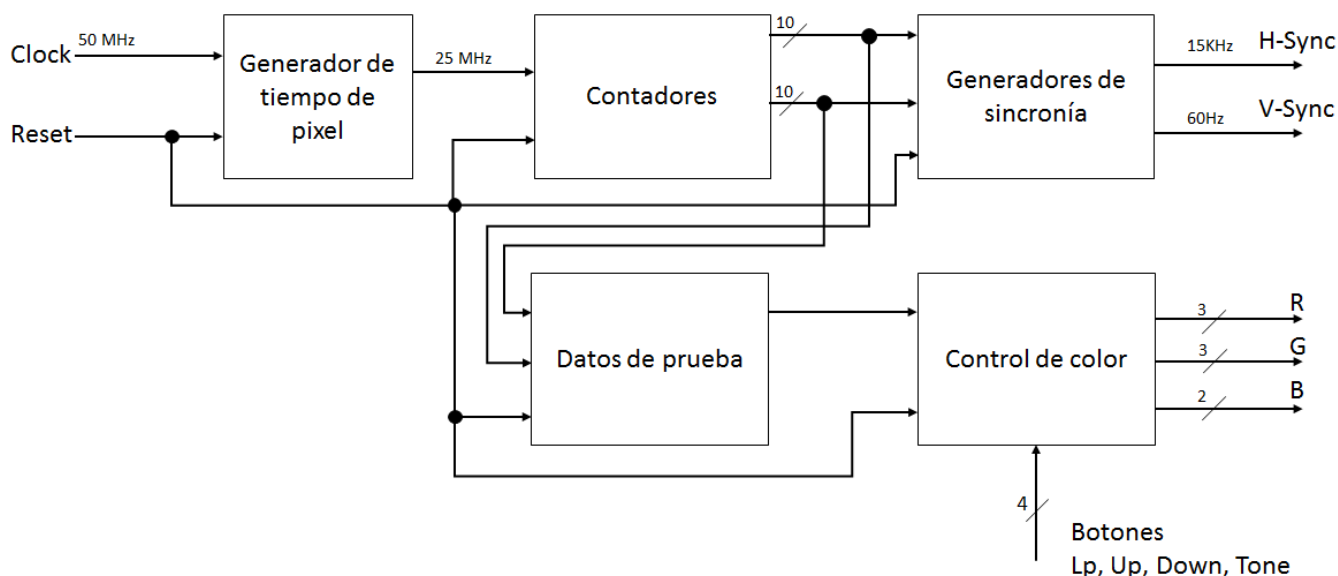 Clock
50 MHz
Reset
Generador de
tiempo de
pixel
25 MHz
Contadores
10
10
Generadores de
sincronía
15KHz
H-Sync
60Hz
V-Sync
Datos de prueba
Control de color
3
R
3
G
2
B
4
Botones
Lp, Up, Down, Tone